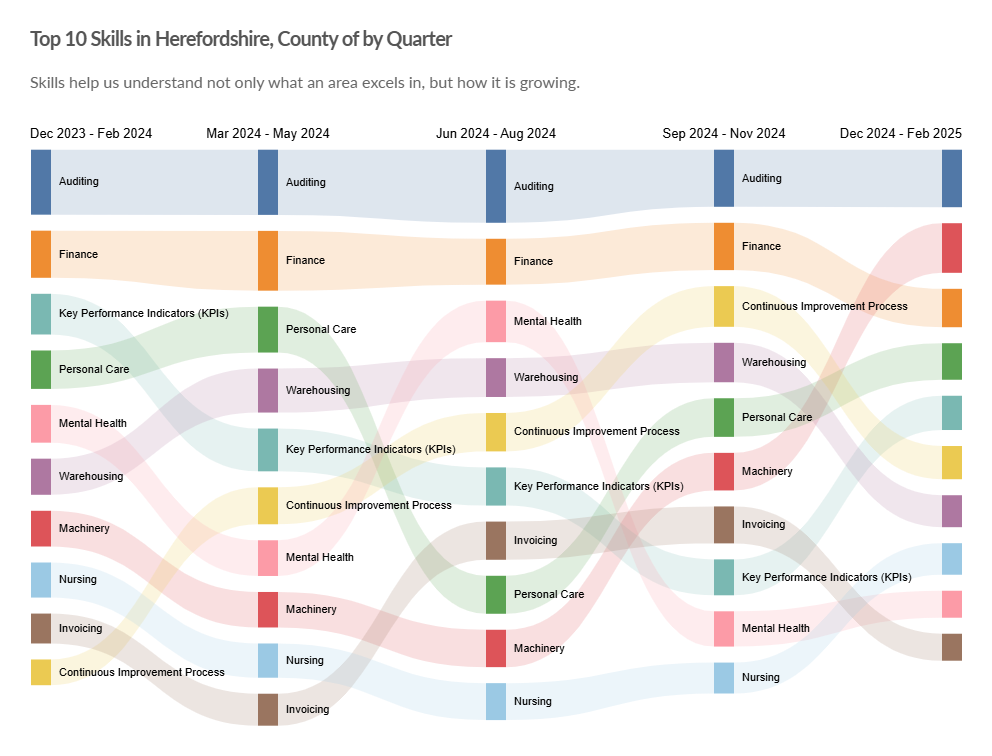 Top 10 Skills in Herefordshire, County of by Quarter
Skills help us understand not only what an area excels in, but how it is growing.
Dec 2023 - Feb 2024
Mar 2024 - May 2024
Jun 2024 - Aug 2024
Sep 2024 - Nov 2024
Dec 2024 - Feb 2025
Auditing
Finance
Key Performance Indicators (KPIs)
Personal Care
Mental Health
Warehousing
Machinery
Nursing
Invoicing
Continuous Improvement Process
Auditing
Finance
Personal Care
Warehousing
Key Performance Indicators (KPIs)
Continuous Improvement Process
Mental Health
Machinery
Nursing
Invoicing
Auditing
Finance
Mental Health
Warehousing
Continuous Improvement Process
Key Performance Indicators (KPIs)
Invoicing
Personal Care
Machinery
Nursing
Auditing
Finance
Continuous Improvement Process
Warehousing
Personal Care
Machinery
Invoicing
Key Performance Indicators (KPIs)
Mental Health
Nursing